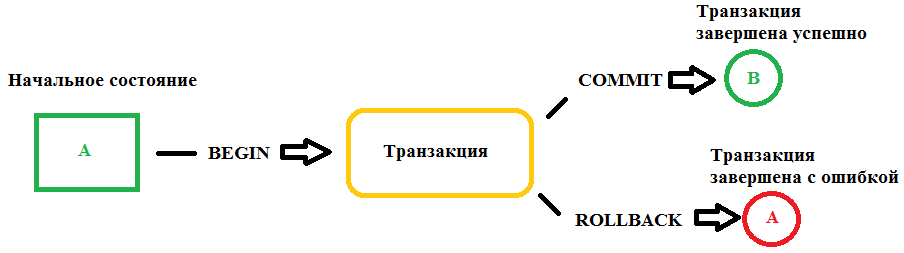 Начальное состояние
A
BEGIN
Транзакция
COMMIT
Транзакция
завершена успешно
B
ROLLBACK
Транзакция
завершена с ошибкой
A